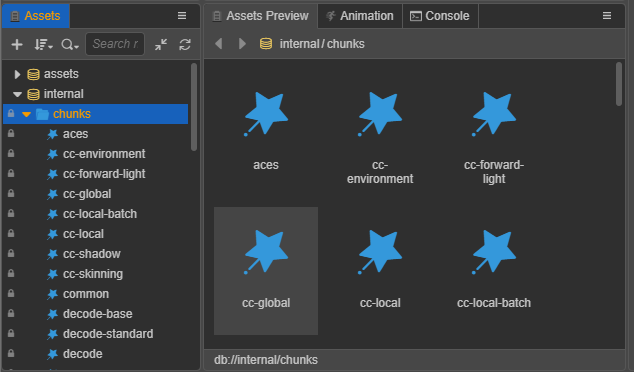 Assets
Assets Preview
Animation
Console
Search r
internal / chunks
assets
internal
chunks
aces
cc-environment
cc-forward-light
cc-global
cc-local-batch
cc-local
cc-shadow
cc-skinning
common
decode-base
decode-standard
decode
aces
cc-
environment
cc-forward-
light
cc-global
cc-local
cc-local-batch
db://internal/chunks